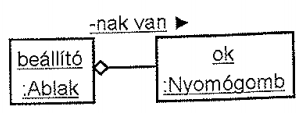 -nak van ►
beállító
:Ablak
ok
:Nyomógomb